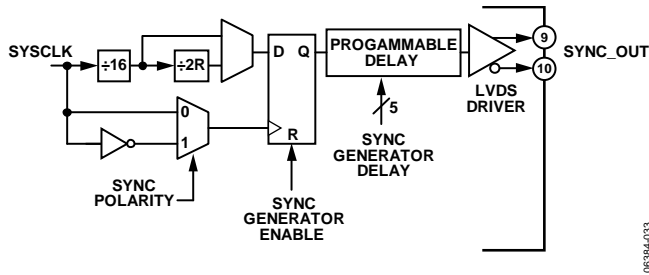 SYSCLK
÷16
÷2R
D Q
R
PROGAMMABLE
DELAY
9
10
SYNC_OUT
LVDS
DRIVER
0
1
5
SYNC
GENERATOR
DELAY
SYNC
POLARITY
SYNC
GENERATOR
ENABLE
06384-033